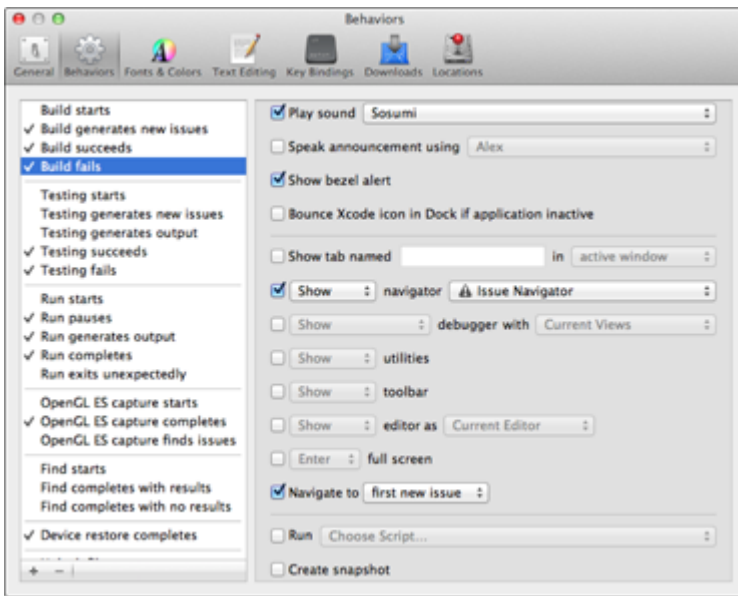 Behaviors
General Behaviors Fonts & Colors Text Editing Key Bindings Downloads Locations
Build starts
✓ Build generates new issues
✓ Build succeeds
✓ Build fails
Testing starts
Testing generates new issues
Testing generates output
✓ Testing succeeds
✓ Testing fails
Run starts
✓ Run pauses
✓ Run generates output
✓ Run completes
Run exits unexpectedly
OpenGL ES capture starts
✓ OpenGL ES capture completes
OpenGL ES capture finds issues
Find starts
Find completes with results
Find completes with no results
✓ Device restore completes
+ −
Play sound Sosumi
Speak announcement using Alex
Show bezel alert
Bounce Xcode icon in Dock if application inactive
Show tab named in active window
Show navigator Issue Navigator
Show debugger with Current Views
Show utilities
Show toolbar
Show editor as Current Editor
Enter full screen
Navigate to first new issue
Run Choose Script...
Create snapshot